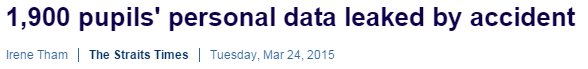 1,900 pupils' personal data leaked by accident
Irene Tham | The Straits Times | Tuesday, Mar 24, 2015